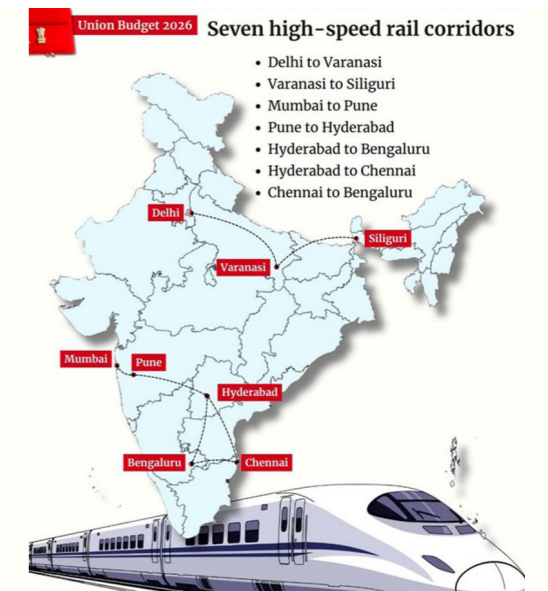 Union Budget 2026
Seven high-speed rail corridors
• Delhi to Varanasi
• Varanasi to Siliguri
• Mumbai to Pune
• Pune to Hyderabad
• Hyderabad to Bengaluru
• Hyderabad to Chennai
• Chennai to Bengaluru
Delhi
Siliguri
Varanasi
Mumbai
Pune
Hyderabad
Bengaluru
Chennai